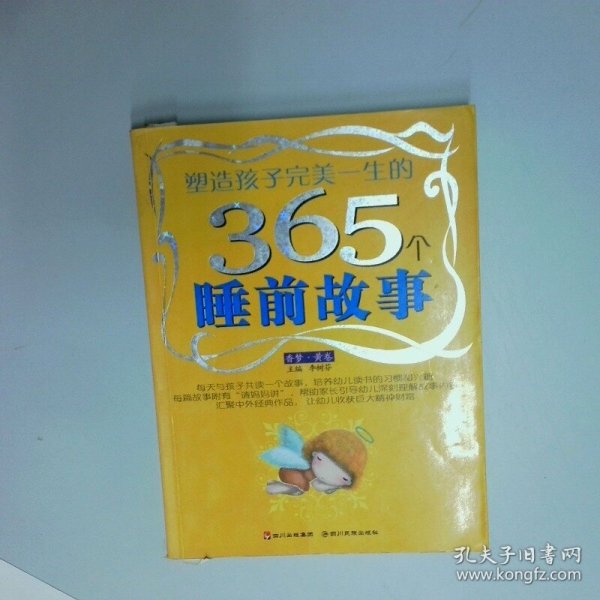 塑造孩子完美一生的
365个
睡前故事
香梦·黄卷
主编 李树芬
每天与孩子共读一个故事，培养幼儿读书的习惯和兴趣
每篇故事附有“请妈妈讲”，帮助家长引导幼儿深刻理解故事内
汇聚中外经典作品，让幼儿收获巨大精神财富
四川出版集团 四川民族出版社
孔夫子旧书网
www.kongfz.com